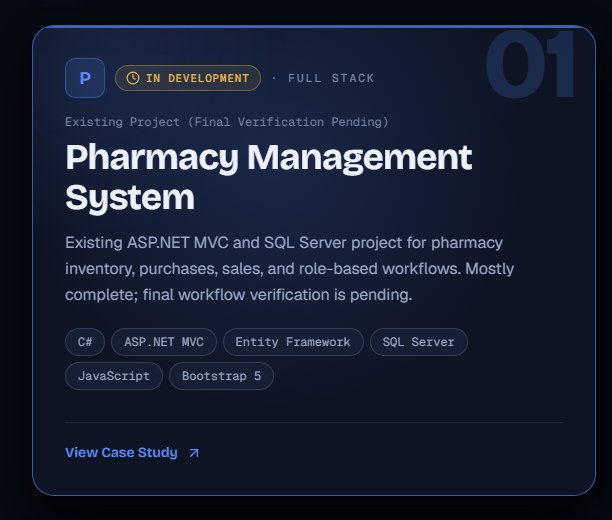 01
P
IN DEVELOPMENT · FULL STACK
Existing Project (Final Verification Pending)
Pharmacy Management
System
Existing ASP.NET MVC and SQL Server project for pharmacy
inventory, purchases, sales, and role-based workflows. Mostly
complete; final workflow verification is pending.
C# ASP.NET MVC Entity Framework SQL Server
JavaScript Bootstrap 5
View Case Study